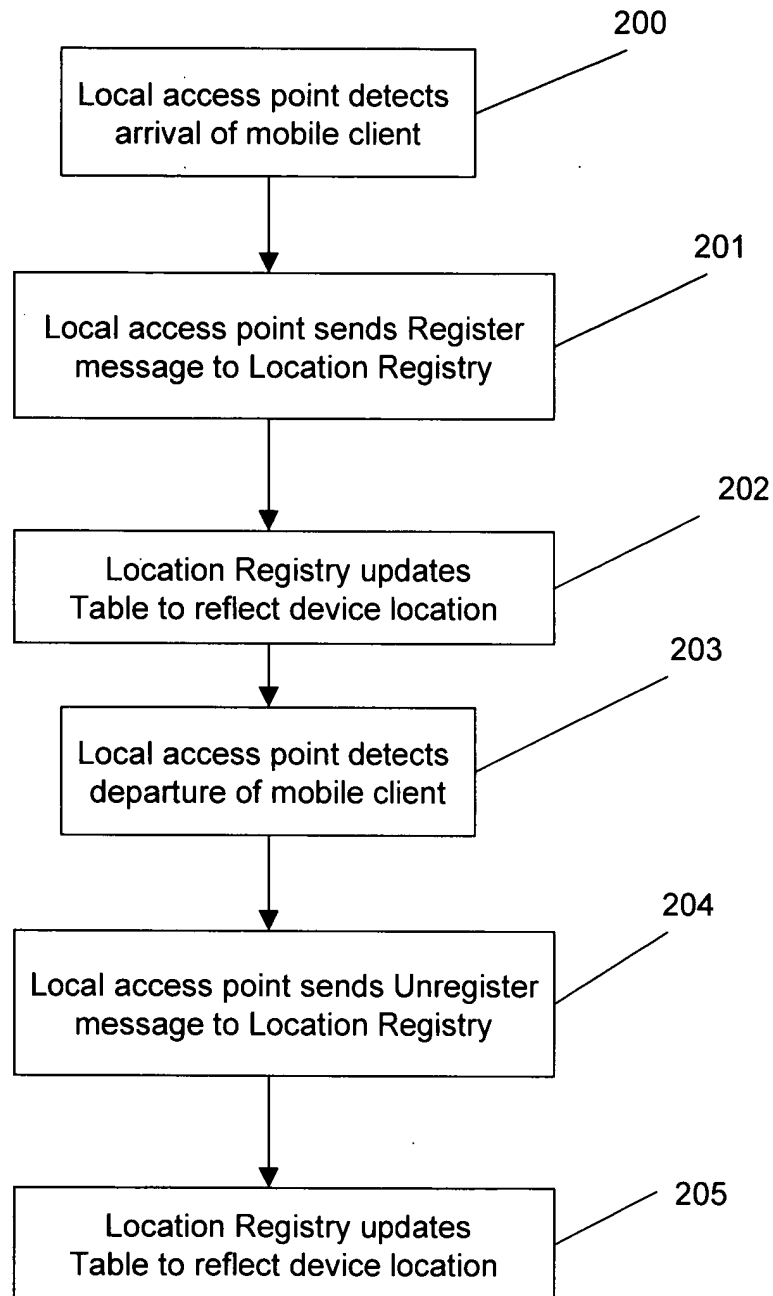 200
Local access point detects
arrival of mobile client
201
Local access point sends Register
message to Location Registry
202
Location Registry updates
Table to reflect device location
203
Local access point detects
departure of mobile client
204
Local access point sends Unregister
message to Location Registry
205
Location Registry updates
Table to reflect device location